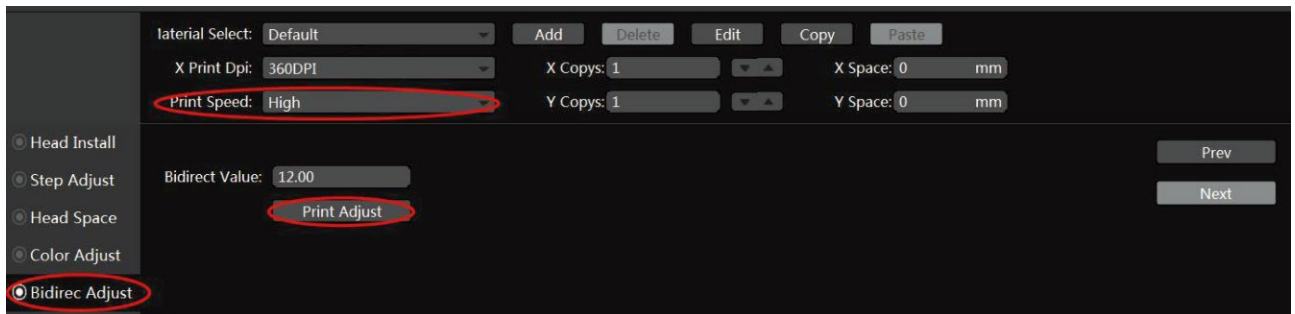 laterial Select: Default Add Delete Edit Copy Paste
X Print Dpi: 360DPI X Copys: 1 X Space: 0 mm
Print Speed: High Y Copys: 1 Y Space: 0 mm
Head Install
Prev
Step Adjust Bidirect Value: 12.00
Next
Head Space Print Adjust
Color Adjust
Bidirec Adjust